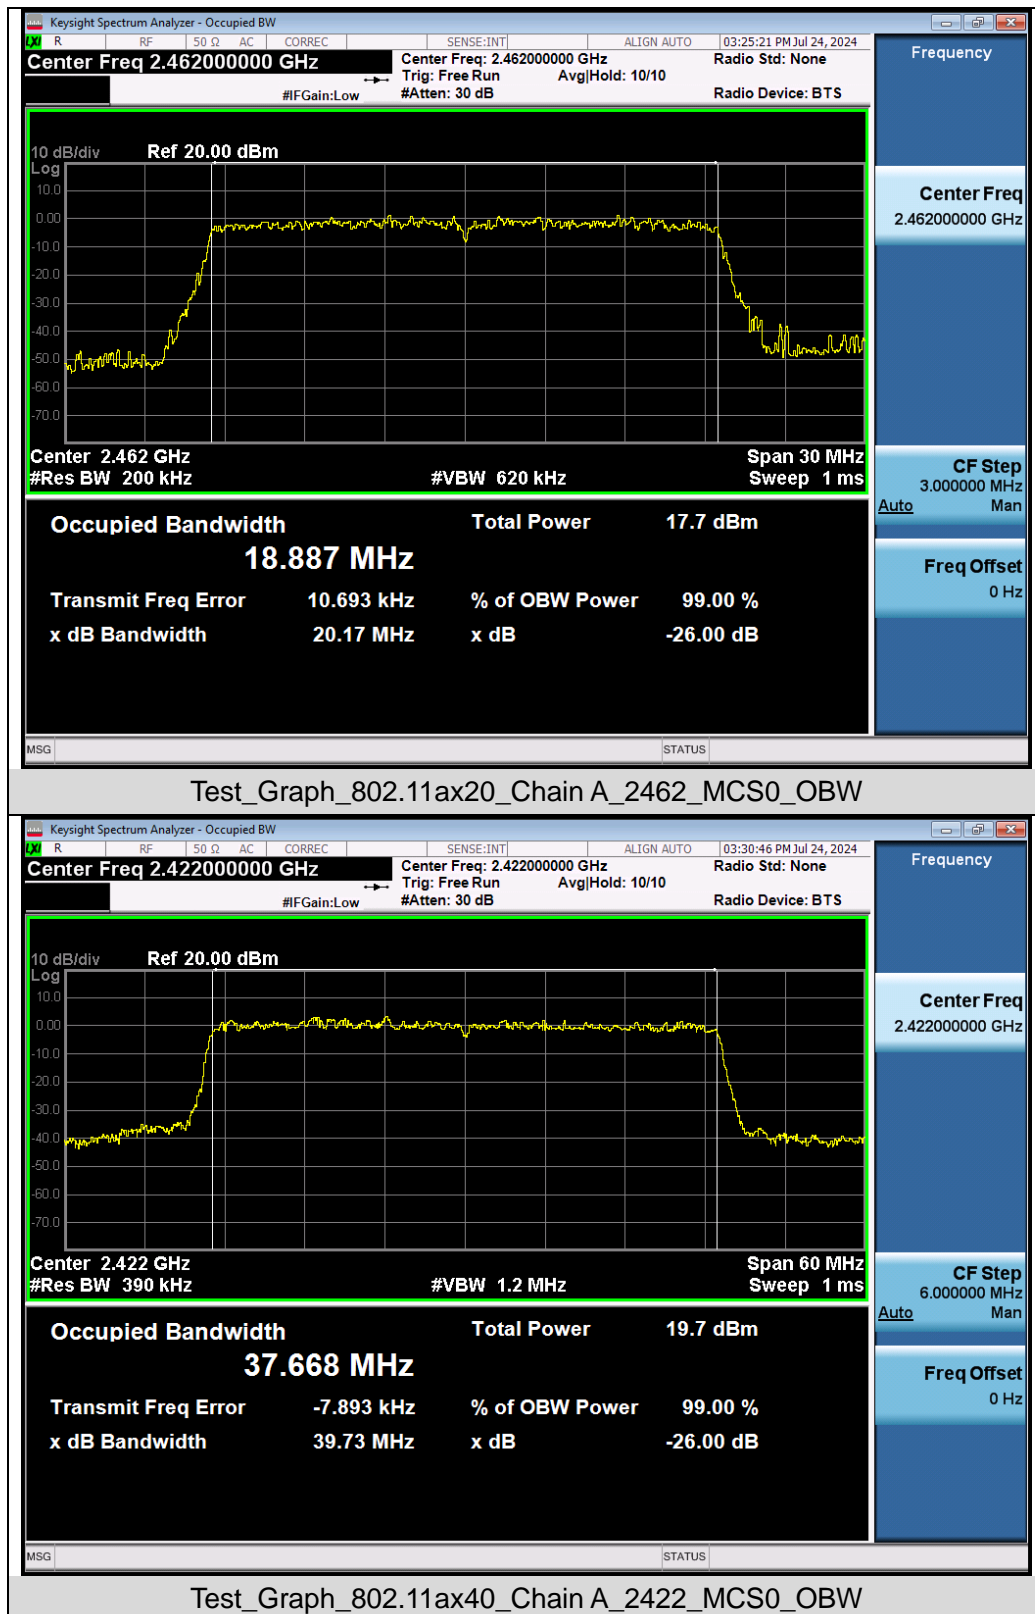 Keysight Spectrum Analyzer - Occupied BW
LXI R RF 50 Ω AC CORREC SENSE:INT ALIGN AUTO 03:25:21 PM Jul 24, 2024
Center Freq 2.462000000 GHz
Center Freq: 2.462000000 GHz
Radio Std: None
Trig: Free Run Avg|Hold: 10/10
#IFGain:Low
#Atten: 30 dB
Radio Device: BTS
Frequency
10 dB/div Ref 20.00 dBm
Log
10.0
0.00
-10.0
-20.0
-30.0
-40.0
-50.0
-60.0
-70.0
Center Freq
2.462000000 GHz
Center 2.462 GHz Span 30 MHz
#Res BW 200 kHz #VBW 620 kHz Sweep 1 ms
CF Step
3.000000 MHz
Auto Man
Occupied Bandwidth Total Power 17.7 dBm
18.887 MHz
Freq Offset
0 Hz
Transmit Freq Error 10.693 kHz % of OBW Power 99.00 %
x dB Bandwidth 20.17 MHz x dB -26.00 dB
MSG STATUS
Test_Graph_802.11ax20_Chain A_2462_MCS0_OBW
Keysight Spectrum Analyzer - Occupied BW
LXI R RF 50 Ω AC CORREC SENSE:INT ALIGN AUTO 03:30:46 PM Jul 24, 2024
Center Freq 2.422000000 GHz
Center Freq: 2.422000000 GHz
Radio Std: None
Trig: Free Run Avg|Hold: 10/10
#IFGain:Low
#Atten: 30 dB
Radio Device: BTS
Frequency
10 dB/div Ref 20.00 dBm
Log
10.0
0.00
-10.0
-20.0
-30.0
-40.0
-50.0
-60.0
-70.0
Center Freq
2.422000000 GHz
Center 2.422 GHz Span 60 MHz
#Res BW 390 kHz #VBW 1.2 MHz Sweep 1 ms
CF Step
6.000000 MHz
Auto Man
Occupied Bandwidth Total Power 19.7 dBm
37.668 MHz
Freq Offset
0 Hz
Transmit Freq Error -7.893 kHz % of OBW Power 99.00 %
x dB Bandwidth 39.73 MHz x dB -26.00 dB
MSG STATUS
Test_Graph_802.11ax40_Chain A_2422_MCS0_OBW